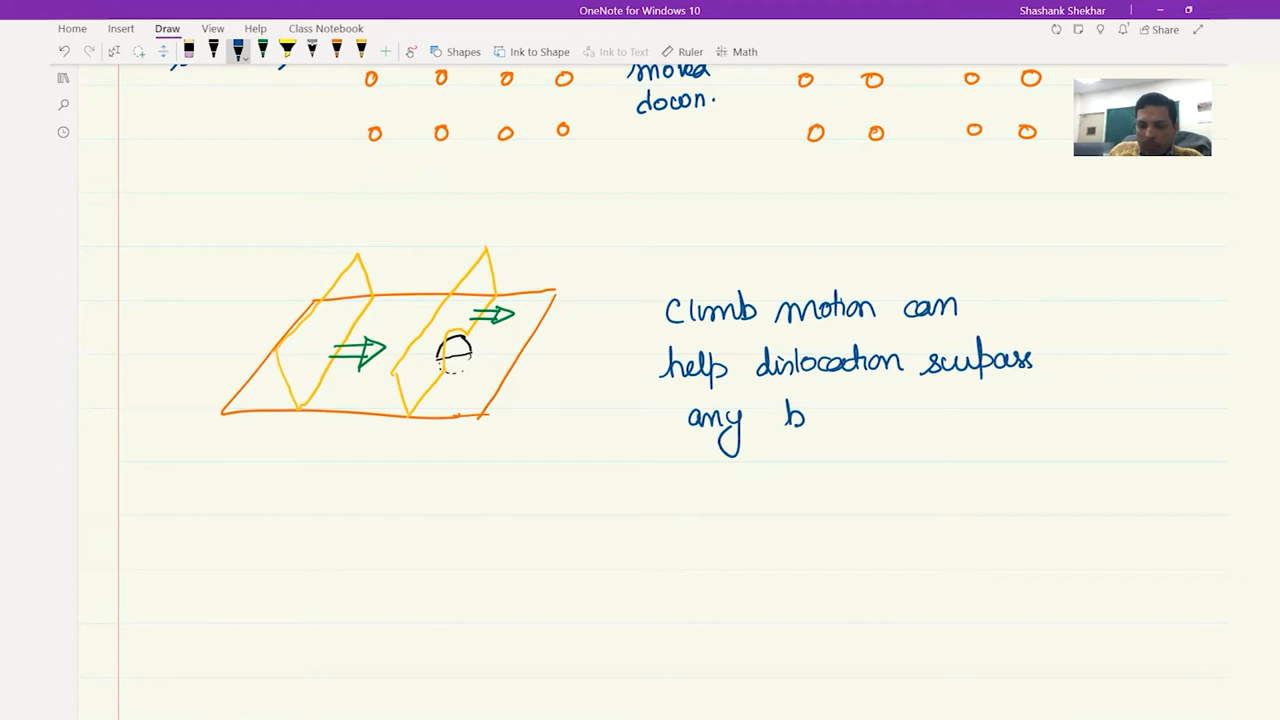 OneNote for Windows 10
Shashank Shekhar
Home Insert Draw View Help Class Notebook
Shapes Ink to Shape Ink to Text Ruler Math Share
moved
down.
Climb motion can
help dislocation surpass
any b